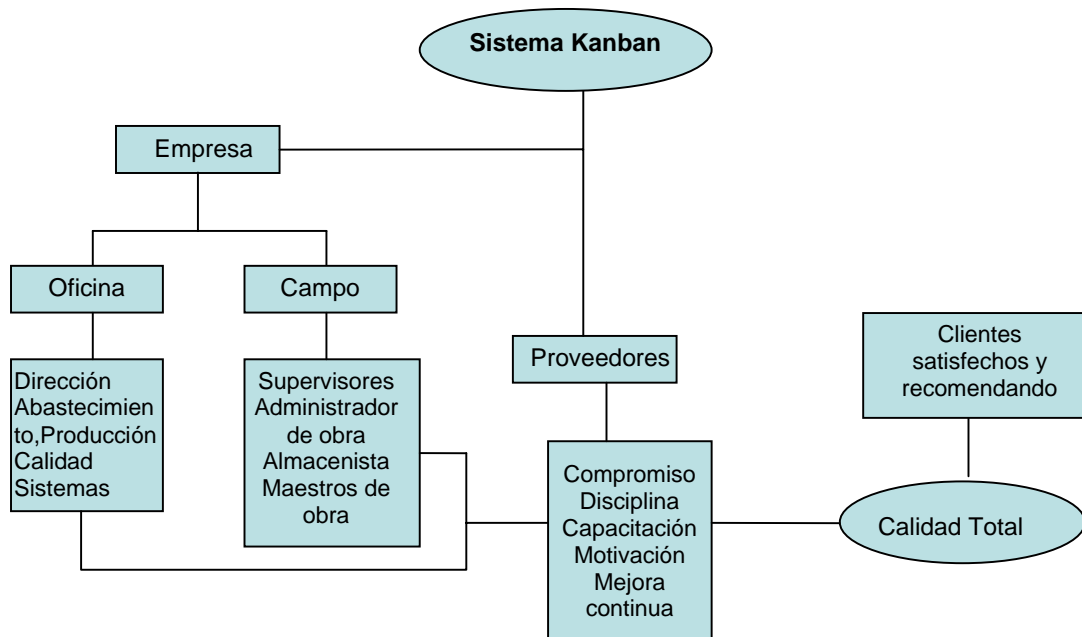 Sistema Kanban
Empresa
Oficina
Campo
Dirección
Abastecimien
to,Producción
Calidad
Sistemas
Supervisores
Administrador
de obra
Almacenista
Maestros de
obra
Proveedores
Compromiso
Disciplina
Capacitación
Motivación
Mejora
continua
Clientes
satisfechos y
recomendando
Calidad Total